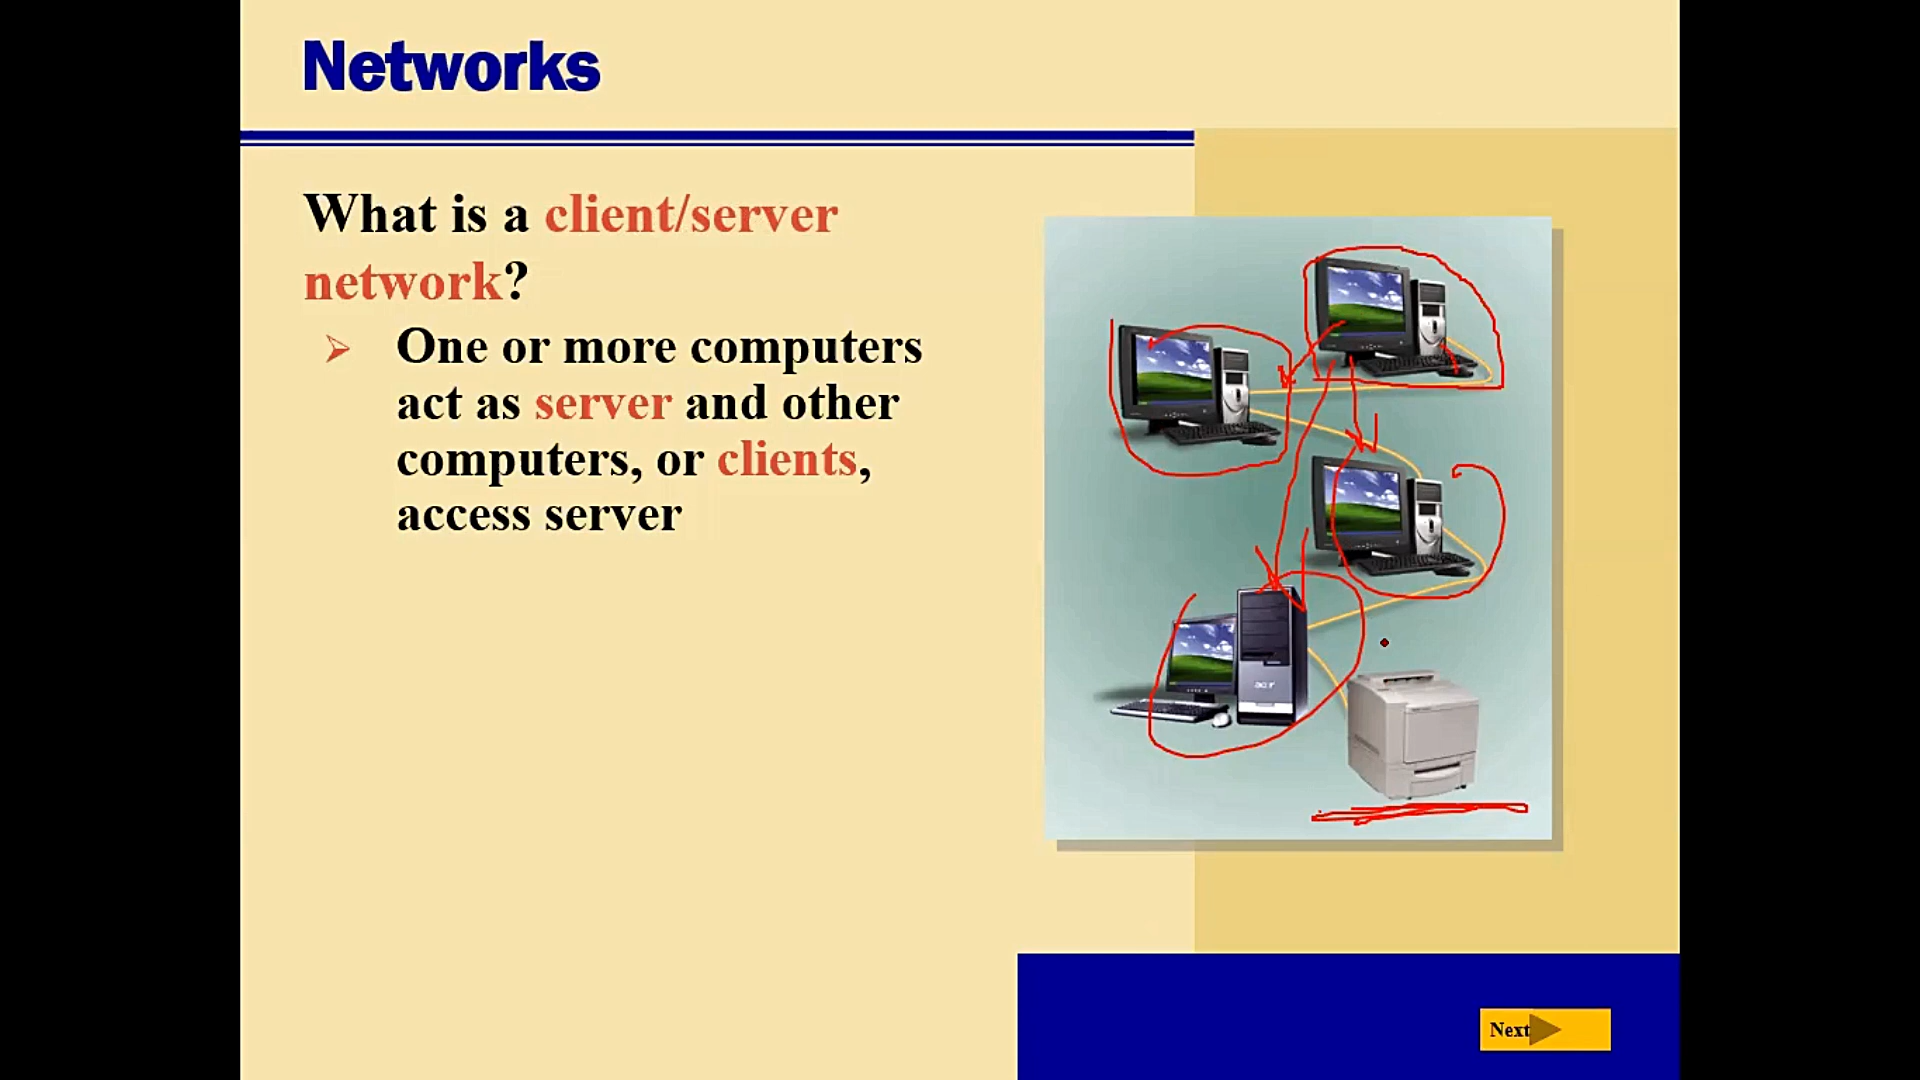 Networks
What is a client/server
network?
One or more computers
act as server and other
computers, or clients,
access server
acer
Next